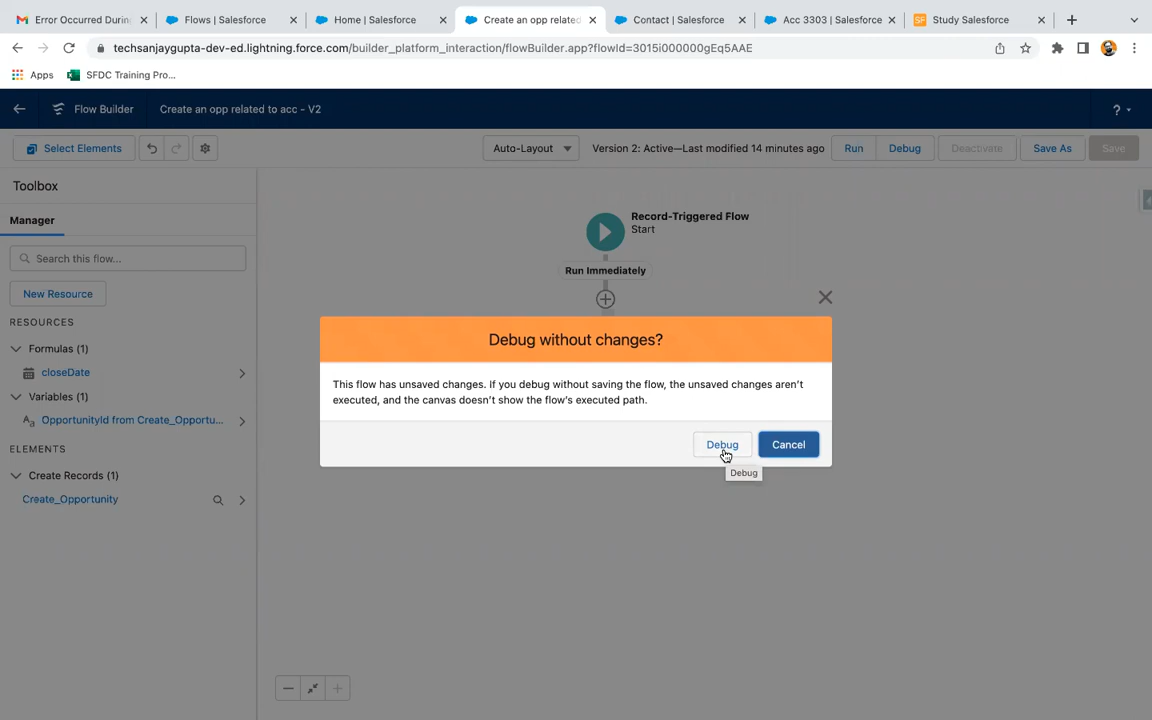 Error Occurred Durin
Flows | Salesforce
Home | Salesforce
Create an opp related
Contact | Salesforce
Acc 3303 | Salesforce
SF
Study Salesforce
techsanjaygupta-dev-ed.lightning.force.com/builder_platform_interaction/flowBuilder.app?flowId=3015i000000gEq5AAE
Apps
SFDC Training Pro...
Flow Builder
Create an opp related to acc - V2
?
Select Elements
Auto-Layout
Version 2: Active—Last modified 14 minutes ago
Run
Debug
Deactivate
Save As
Save
Toolbox
Manager
Search this flow...
New Resource
RESOURCES
Formulas (1)
closeDate
Variables (1)
Aa OpportunityId from Create_Opportu...
ELEMENTS
Create Records (1)
Create_Opportunity
Record-Triggered Flow
Start
Run Immediately
Debug without changes?
This flow has unsaved changes. If you debug without saving the flow, the unsaved changes aren't
executed, and the canvas doesn't show the flow's executed path.
Debug
Cancel
Debug